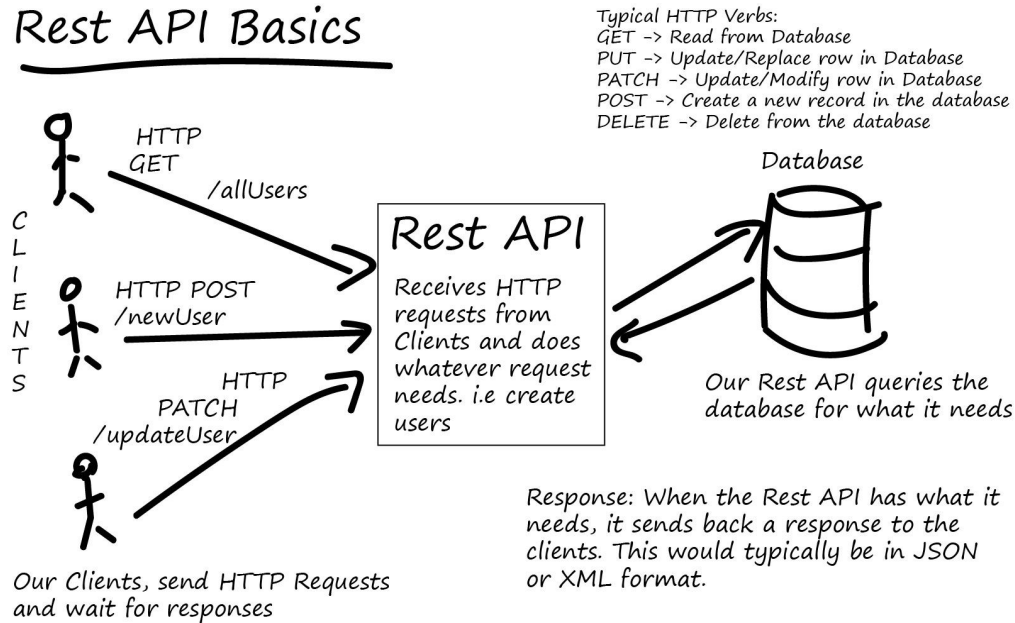 Rest API Basics
Typical HTTP Verbs:
GET -> Read from Database
PUT -> Update/Replace row in Database
PATCH -> Update/Modify row in Database
POST -> Create a new record in the database
DELETE -> Delete from the database
CLIENTS
HTTP
GET
/allUsers
HTTP POST
/newUser
HTTP
PATCH
/updateUser
Rest API
Receives HTTP
requests from
Clients and does
whatever request
needs. i.e create
users
Database
Our Rest API queries the
database for what it needs
Response: When the Rest API has what it
needs, it sends back a response to the
clients. This would typically be in JSON
or XML format.
Our Clients, send HTTP Requests
and wait for responses